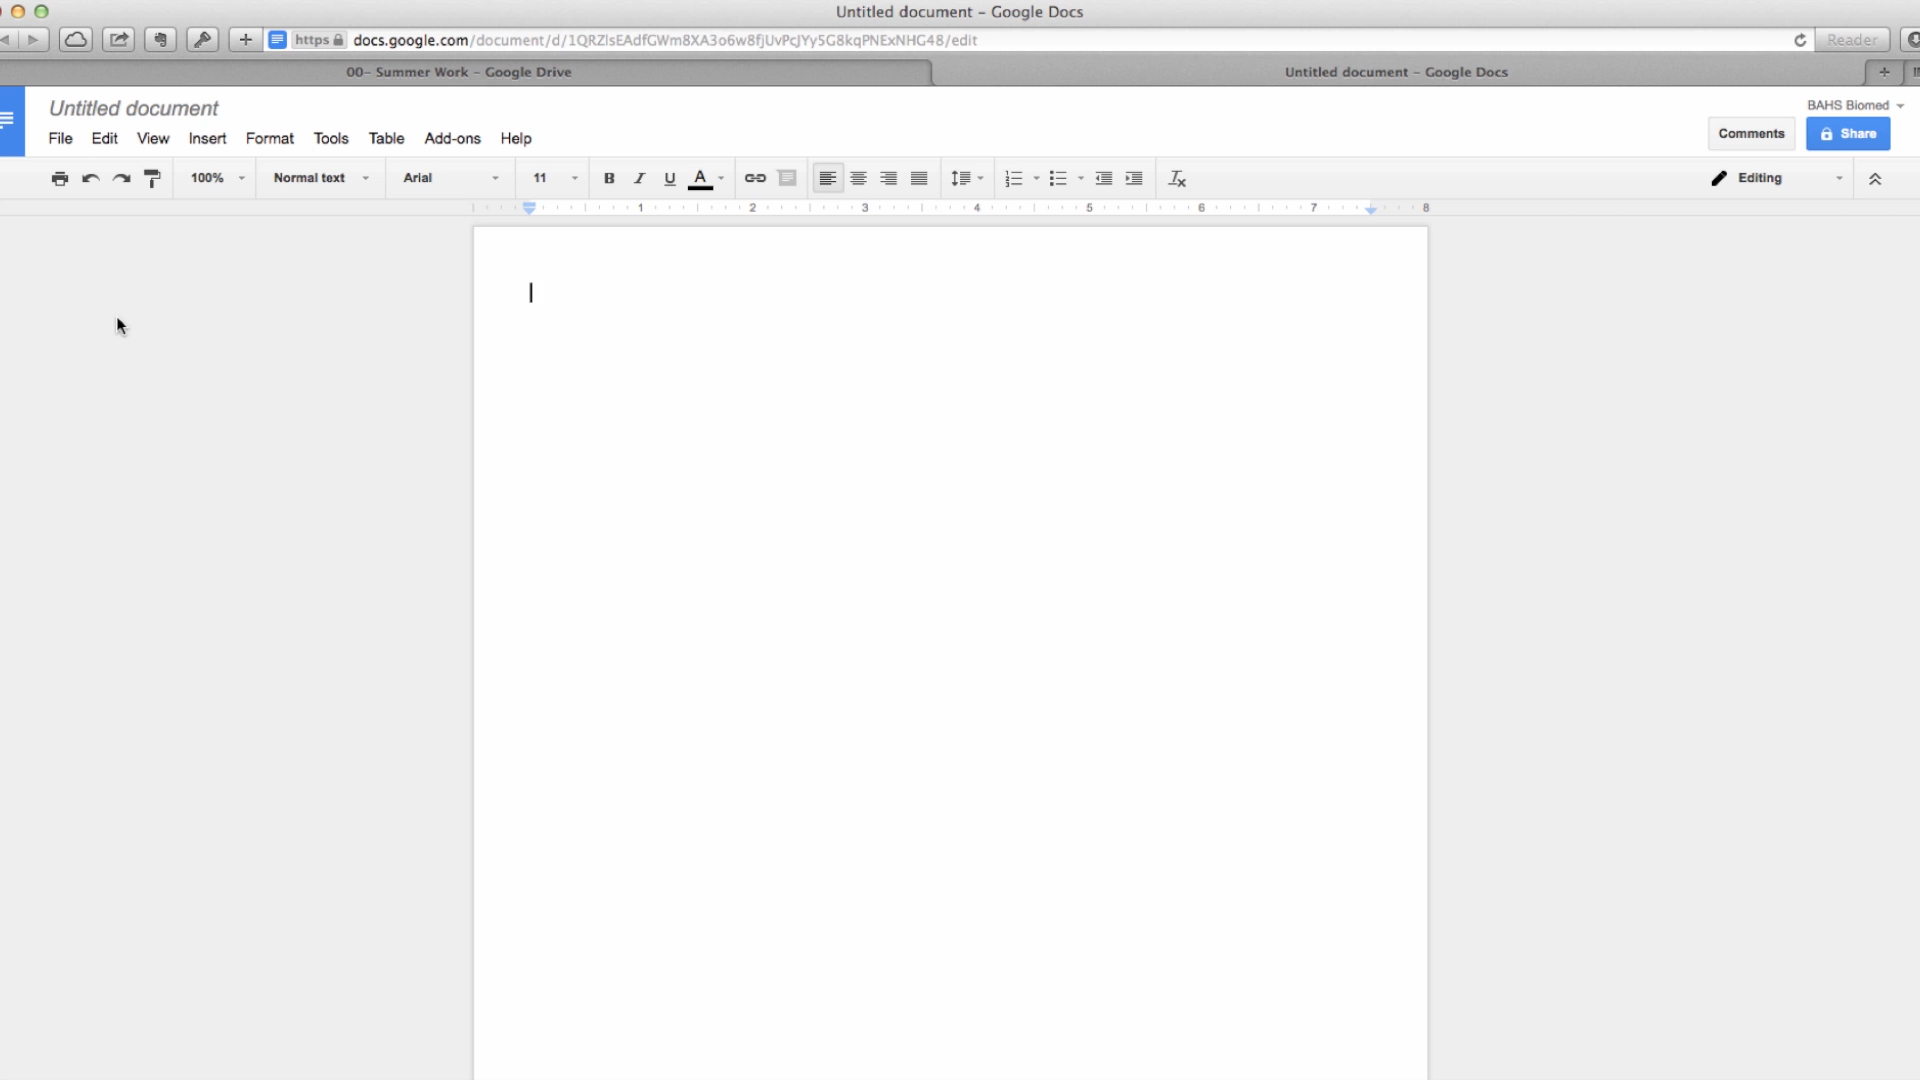 Untitled document – Google Docs
https docs.google.com/document/d/1QRZlsEAdfGWm8XA3o6w8fJUvPcJYy5G8kqPNExNHG48/edit Reader
00– Summer Work – Google Drive Untitled document – Google Docs
Untitled document BAHS Biomed
File Edit View Insert Format Tools Table Add-ons Help Comments Share
100% Normal text Arial 11 B I U A Editing
1 2 3 4 5 6 7 8